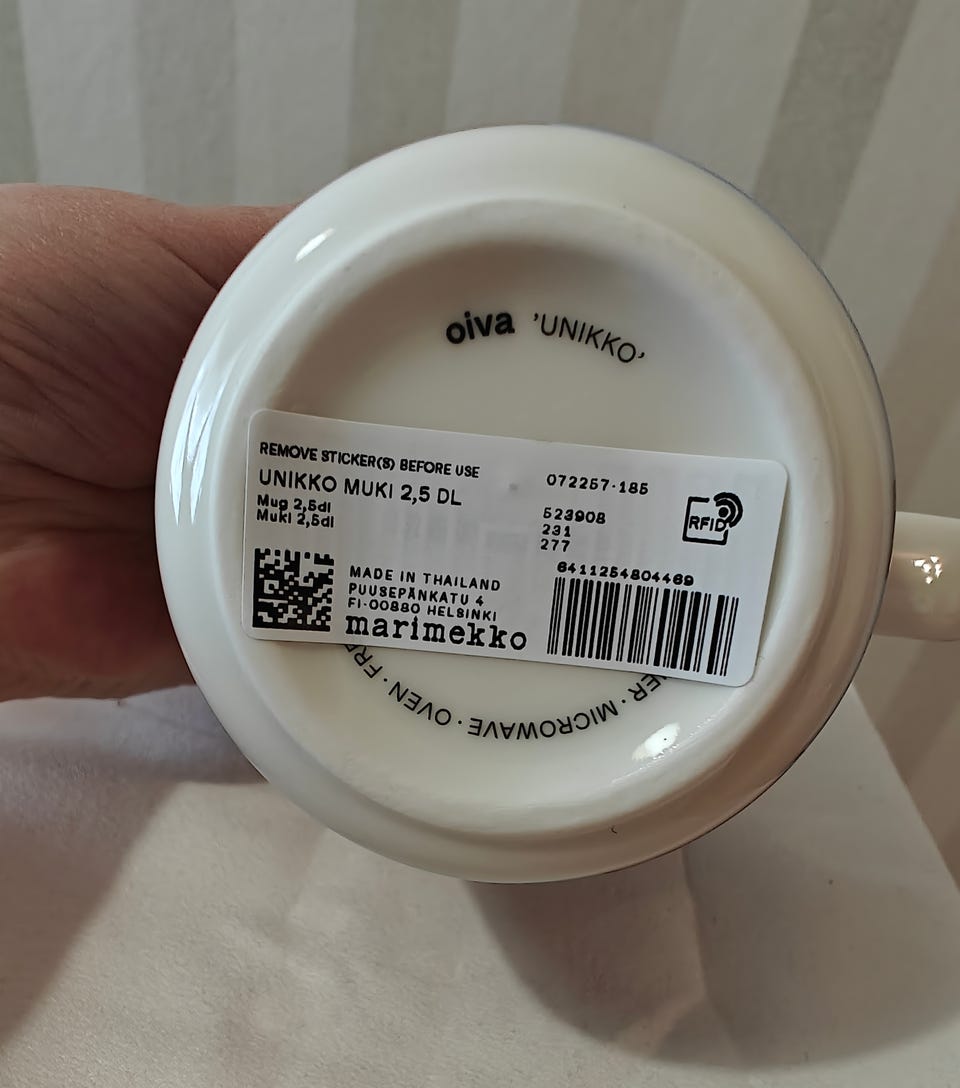 oiva 'UNIKKO'
REMOVE STICKER(S) BEFORE USE
UNIKKO MUKI 2,5 DL
Mug 2,5dl
Muki 2,5dl
072257-185
523908
231
277
RFID
6411254804469
MADE IN THAILAND
PUUSEPÄNKATU 4
FI-00880 HELSINKI
marimekko
MICROWAVE · OVEN ·